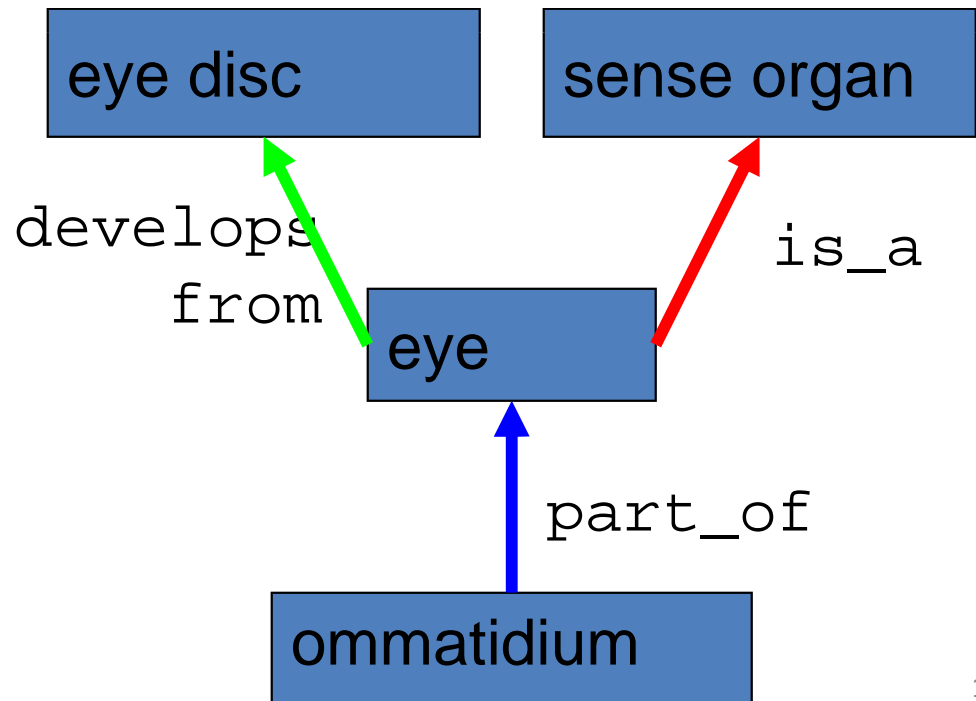 eye disc
sense organ
develops
from
is_a
eye
part_of
ommatidium